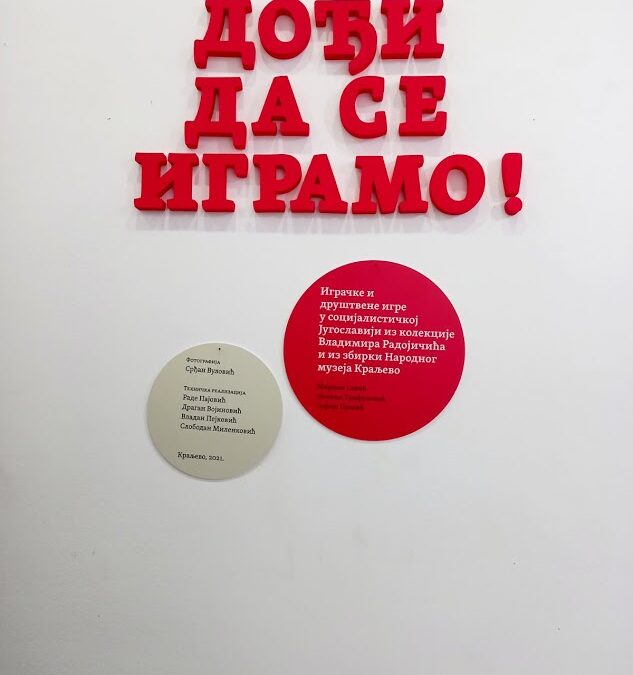 ДОЂИ
ДА СЕ
ИГРАМО!
Играчке и
друштвене игре
у социјалистичкој
Југославији из колекције
Владимира Радојичића
и из збирки Народног
музеја Краљево
Фотографија
Срђан Вуловић
Техничка реализација
Раде Пајовић
Драган Војиновић
Владан Пејковић
Слободан Миленковић
Краљево, 2021.